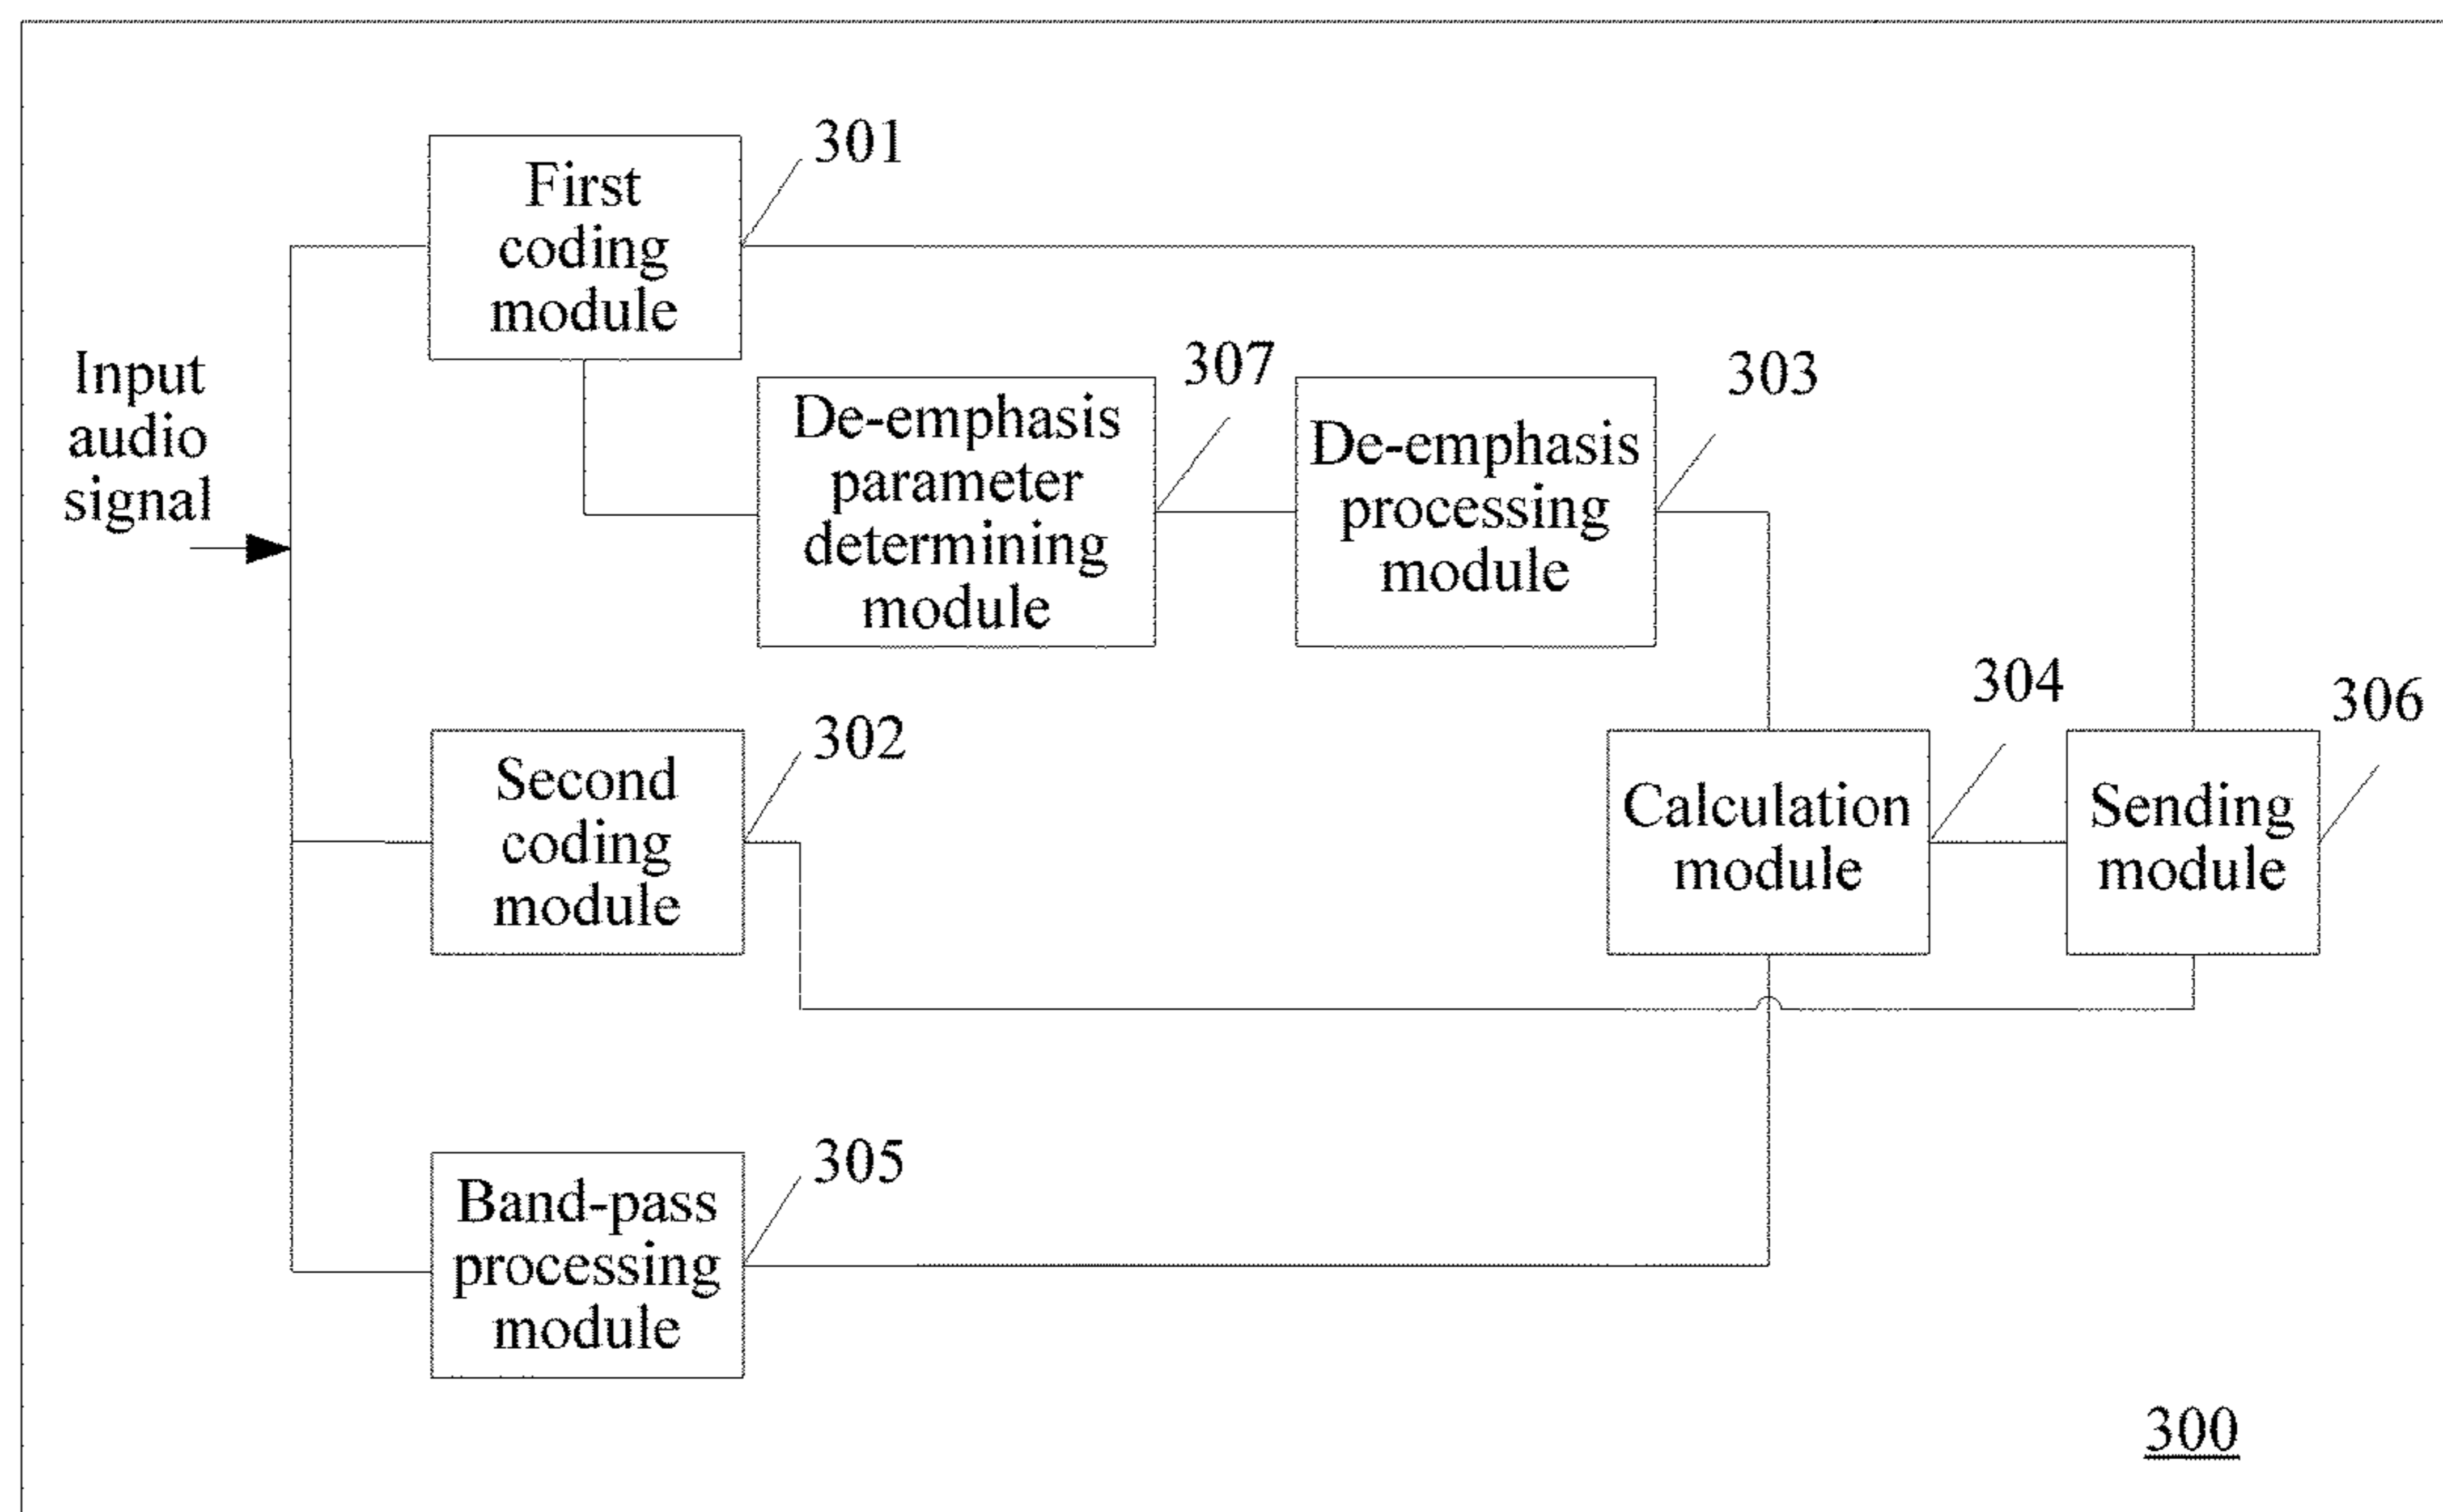 301
First
coding
module
Input
audio
signal
307
De-emphasis
parameter
determining
module
303
De-emphasis
processing
module
302
Second
coding
module
304
Calculation
module
306
Sending
module
305
Band-pass
processing
module
300